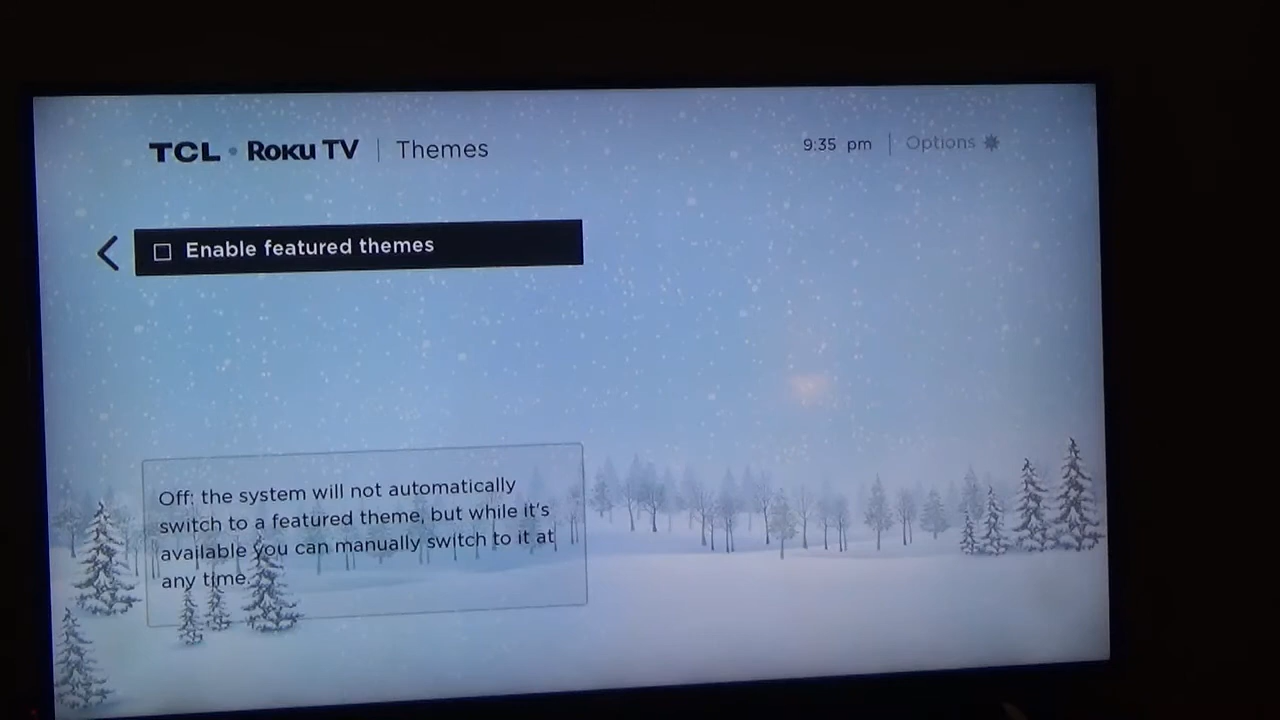 TCL • Roku TV | Themes
9:35 pm | Options
Enable featured themes
Off: the system will not automatically
switch to a featured theme, but while it's
available you can manually switch to it at
any time.